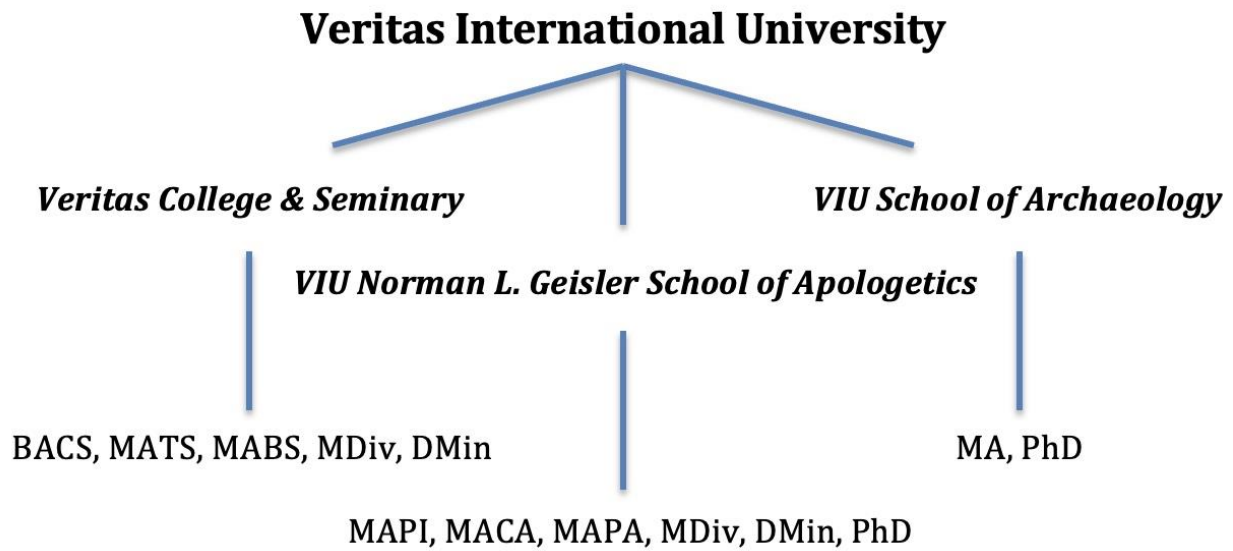 Veritas International University
Veritas College & Seminary
VIU School of Archaeology
VIU Norman L. Geisler School of Apologetics
BACS, MATS, MABS, MDiv, DMin
MA, PhD
MAPI, MACA, MAPA, MDiv, DMin, PhD